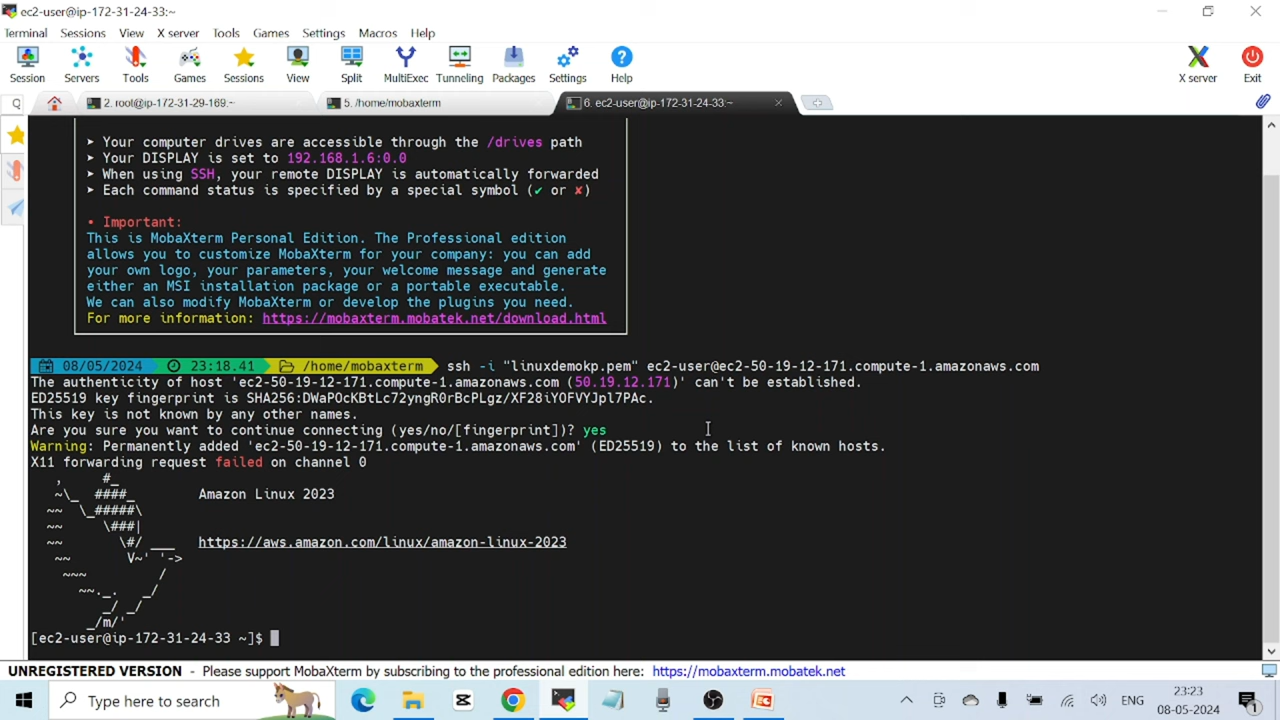 ec2-user@ip-172-31-24-33:~
Terminal Sessions View X server Tools Games Settings Macros Help
Session Servers Tools Games Sessions View Split MultiExec Tunneling Packages Settings Help X server Exit
2. root@ip-172-31-29-169:~ 5. /home/mobaxterm 6. ec2-user@ip-172-31-24-33:~
➤ Your computer drives are accessible through the /drives path
➤ Your DISPLAY is set to 192.168.1.6:0.0
➤ When using SSH, your remote DISPLAY is automatically forwarded
➤ Each command status is specified by a special symbol (✓ or ✗)
• Important:
This is MobaXterm Personal Edition. The Professional edition
allows you to customize MobaXterm for your company: you can add
your own logo, your parameters, your welcome message and generate
either an MSI installation package or a portable executable.
We can also modify MobaXterm or develop the plugins you need.
For more information: https://mobaxterm.mobatek.net/download.html
08/05/2024 23:18.41 /home/mobaxterm ssh -i "linuxdemokp.pem" ec2-user@ec2-50-19-12-171.compute-1.amazonaws.com
The authenticity of host 'ec2-50-19-12-171.compute-1.amazonaws.com (50.19.12.171)' can't be established.
ED25519 key fingerprint is SHA256:DWaPOcKBtLc72yngR0rBcPLgz/XF28iYOFVYJpl7PAc.
This key is not known by any other names.
Are you sure you want to continue connecting (yes/no/[fingerprint])? yes
Warning: Permanently added 'ec2-50-19-12-171.compute-1.amazonaws.com' (ED25519) to the list of known hosts.
X11 forwarding request failed on channel 0
   ,     #_
   ~\_  ####_        Amazon Linux 2023
  ~~  \_#####\
  ~~     \###|
  ~~       \#/ ___   https://aws.amazon.com/linux/amazon-linux-2023
   ~~       V~' '->
    ~~~         /
      ~~._.   _/
         _/ _/
       _/m/'
[ec2-user@ip-172-31-24-33 ~]$
UNREGISTERED VERSION - Please support MobaXterm by subscribing to the professional edition here: https://mobaxterm.mobatek.net
Type here to search
ENG 23:23
08-05-2024
1